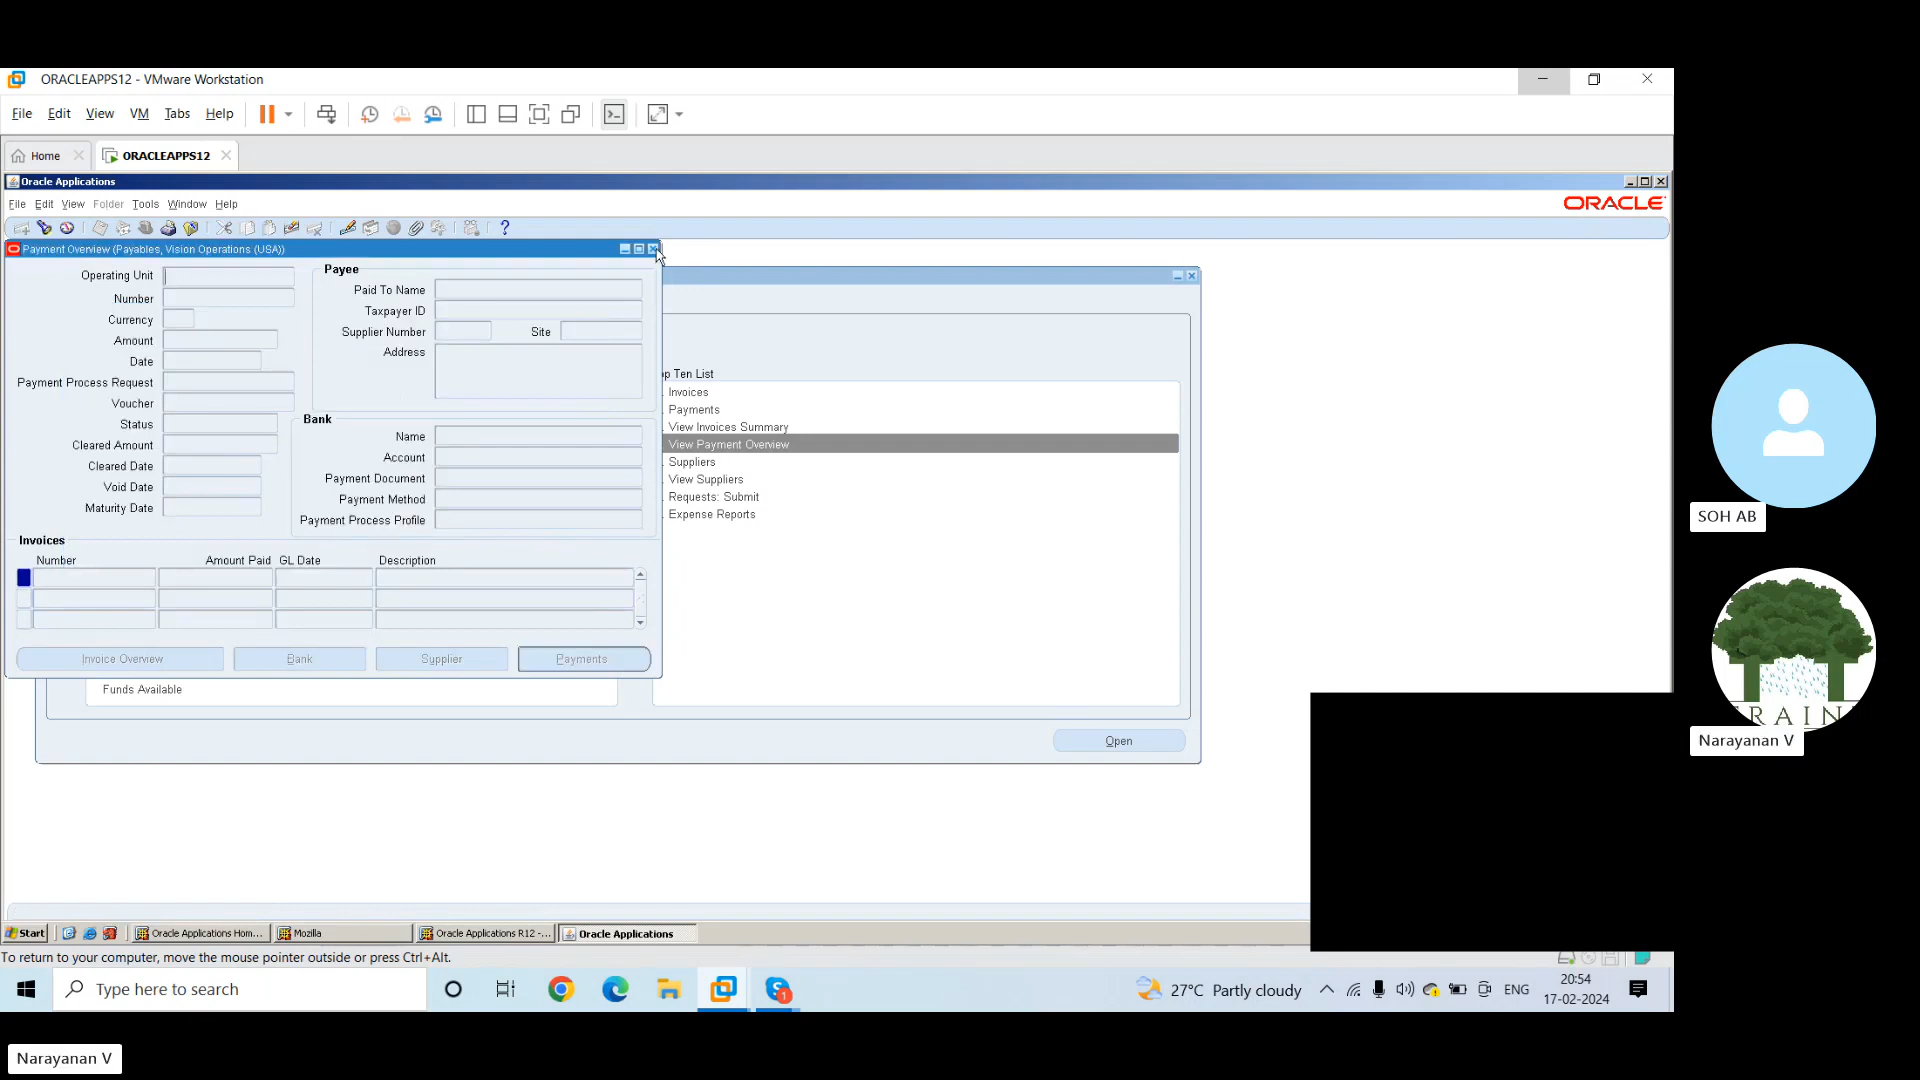 ORACLEAPPS12 - VMware Workstation
File Edit View VM Tabs Help
Home ORACLEAPPS12
Oracle Applications
File Edit View Folder Tools Window Help
ORACLE
Payment Overview (Payables, Vision Operations (USA))
Operating Unit
Number
Currency
Amount
Date
Payment Process Request
Voucher
Status
Cleared Amount
Cleared Date
Void Date
Maturity Date
Payee
Paid To Name
Taxpayer ID
Supplier Number Site
Address
Bank
Name
Account
Payment Document
Payment Method
Payment Process Profile
Invoices
Number Amount Paid GL Date Description
Invoice Overview Bank Supplier Payments
Funds Available
Ten List
Invoices
Payments
View Invoices Summary
View Payment Overview
Suppliers
View Suppliers
Requests: Submit
Expense Reports
Open
Start Oracle Applications Hom... Mozilla Oracle Applications R12 -... Oracle Applications
To return to your computer, move the mouse pointer outside or press Ctrl+Alt.
Type here to search
1
27°C Partly cloudy
ENG
20:54
17-02-2024
SOH AB
RAIN
Narayanan V
Narayanan V